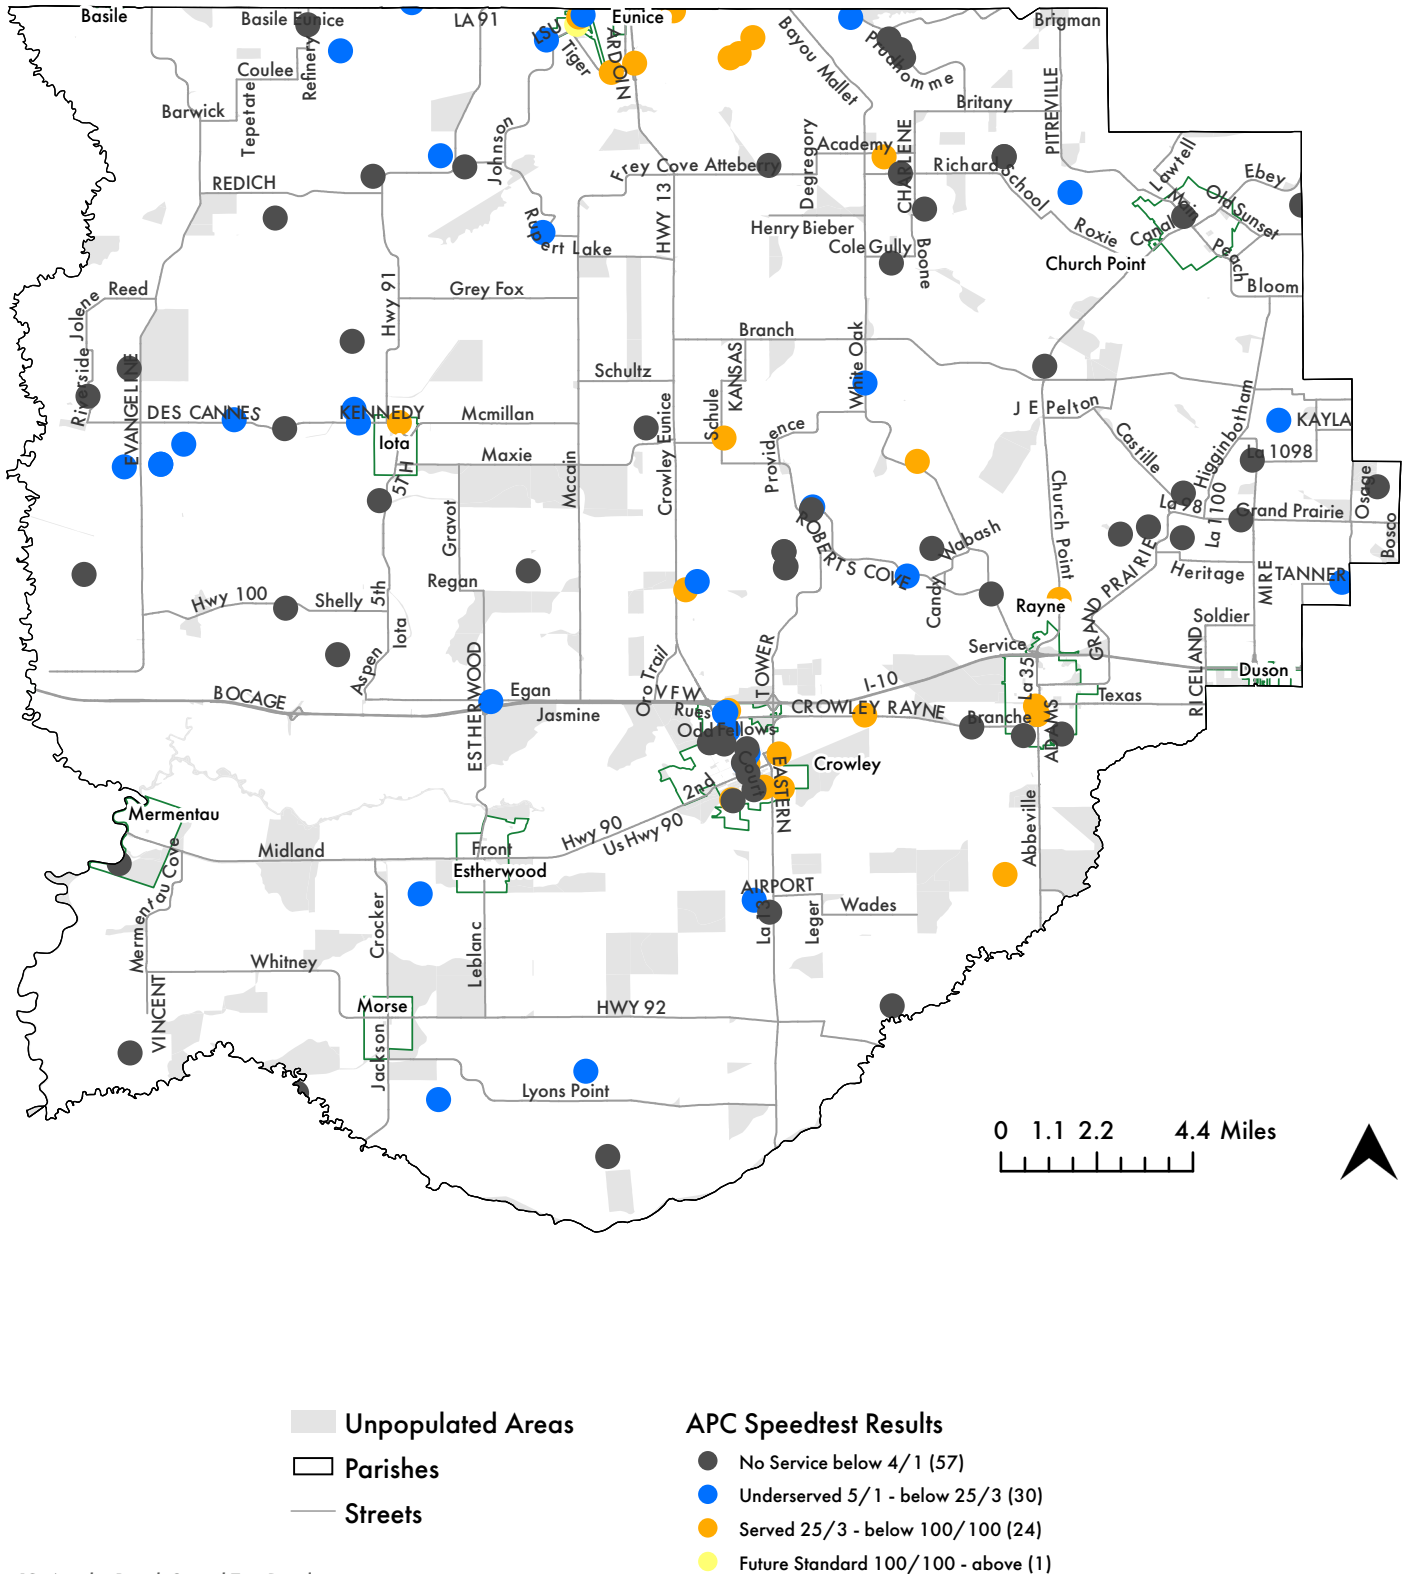 Basile
Basile Eunice
LA 91
Eunice
Brigman
LSU
Tiger
ARDOIN
Bayou Mallet
Prudhomme
Coulee
Refinery
Tepetate
Barwick
Britany
PITREVILLE
Johnson
Degregory
Academy
CHARLENE
Frey Cove Atteberry
Richard School
Lawtell
Ebey
REDICH
HWY 13
Main
Old Sunset
Rupert Lake
Henry Bieber
Cole Gully
Boone
Roxie
Canal
Peach
Church Point
Bloom
Reed
Jolene
Hwy 91
Grey Fox
Branch
White Oak
Riverside
EVANGELINE
Schultz
KANSAS
Schule
DES CANNES
KENNEDY
Mcmillan
Iota
Crowley Eunice
Providence
J E Pelton
Higginbotham
KAYLA
Castille
Maxie
5TH
Mccain
La 1098
Osage
La 98
La 1100
Grand Prairie
Bosco
Gravot
ROBERTS COVE
Wabash
Church Point
GRAND PRAIRIE
Heritage
MIRE
TANNER
Regan
Candy
Hwy 100
Shelly
5th
Iota
Rayne
Soldier
Service
RICELAND
Aspen
ESTHERWOOD
Oro Trail
TOWER
La 35
Duson
BOCAGE
Egan
VFW
I-10
Texas
Jasmine
Rues
CROWLEY RAYNE
Branche
Odd Fellows
ADAMS
Court
EASTERN
Crowley
2nd
Mermentau
Hwy 90
Us Hwy 90
Abbeville
Midland
Front
Estherwood
Mermentau Cove
AIRPORT
Crocker
Leblanc
La 13
Leger
Wades
Whitney
VINCENT
Morse
HWY 92
Jackson
Lyons Point
0 1.1 2.2 4.4 Miles
Unpopulated Areas
Parishes
Streets
APC Speedtest Results
No Service below 4/1 (57)
Underserved 5/1 - below 25/3 (30)
Served 25/3 - below 100/100 (24)
Future Standard 100/100 - above (1)